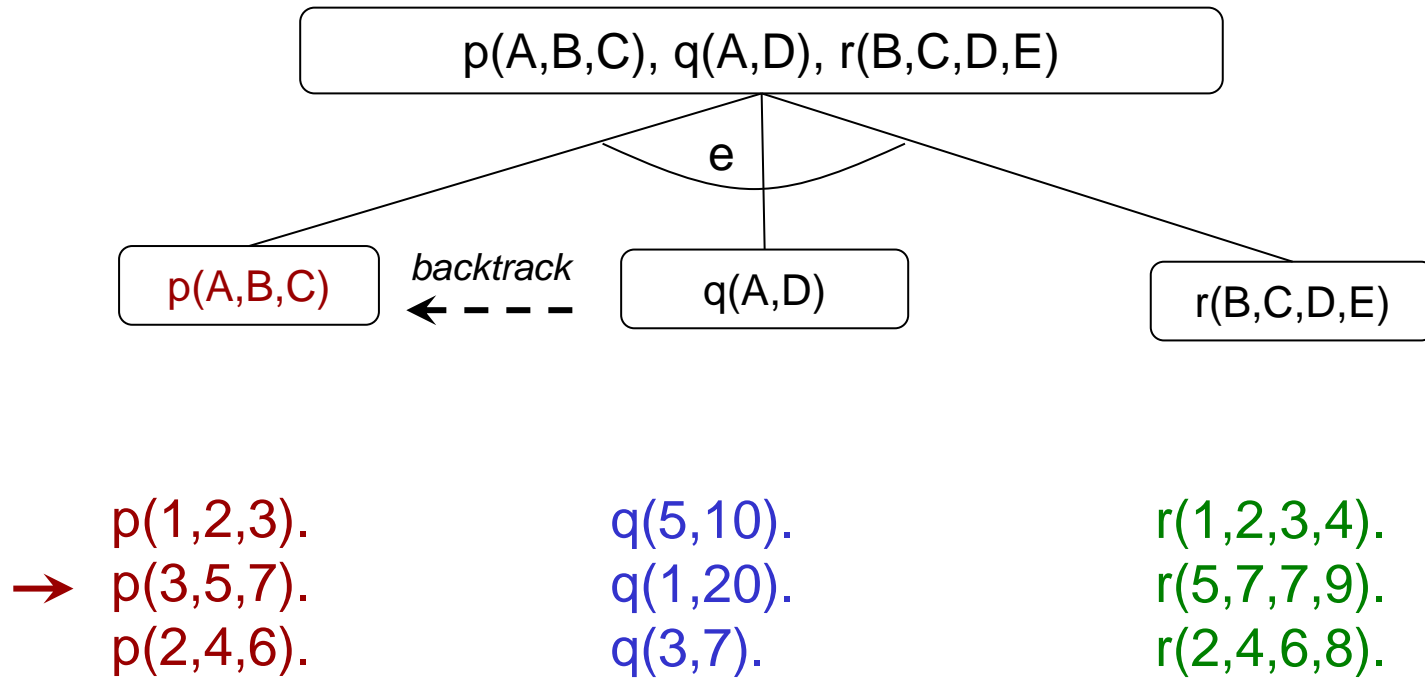 p(A,B,C), q(A,D), r(B,C,D,E)
e
p(A,B,C)
backtrack
q(A,D)
r(B,C,D,E)
p(1,2,3).
q(5,10).
r(1,2,3,4).
p(3,5,7).
q(1,20).
r(5,7,7,9).
p(2,4,6).
q(3,7).
r(2,4,6,8).